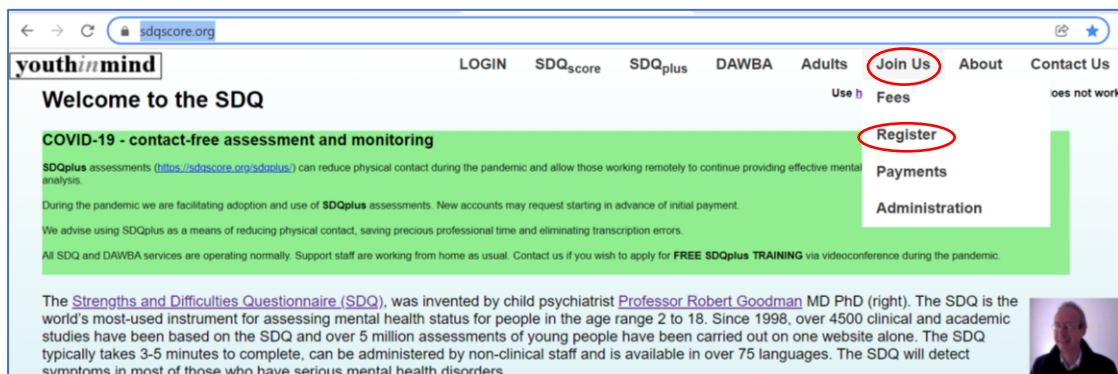 sdqscore.org
youthinmind
LOGIN SDQscore SDQplus DAWBA Adults Join Us About Contact Us
Welcome to the SDQ
Use h
oes not work
Fees
Register
Payments
Administration
COVID-19 - contact-free assessment and monitoring
SDQplus assessments (https://sdqscore.org/sdqplus/) can reduce physical contact during the pandemic and allow those working remotely to continue providing effective mental
analysis.
During the pandemic we are facilitating adoption and use of SDQplus assessments. New accounts may request starting in advance of initial payment.
We advise using SDQplus as a means of reducing physical contact, saving precious professional time and eliminating transcription errors.
All SDQ and DAWBA services are operating normally. Support staff are working from home as usual. Contact us if you wish to apply for FREE SDQplus TRAINING via videoconference during the pandemic.
The Strengths and Difficulties Questionnaire (SDQ), was invented by child psychiatrist Professor Robert Goodman MD PhD (right). The SDQ is the
world's most-used instrument for assessing mental health status for people in the age range 2 to 18. Since 1998, over 4500 clinical and academic
studies have been based on the SDQ and over 5 million assessments of young people have been carried out on one website alone. The SDQ
typically takes 3-5 minutes to complete, can be administered by non-clinical staff and is available in over 75 languages. The SDQ will detect
symptoms in most of those who have serious mental health disorders.